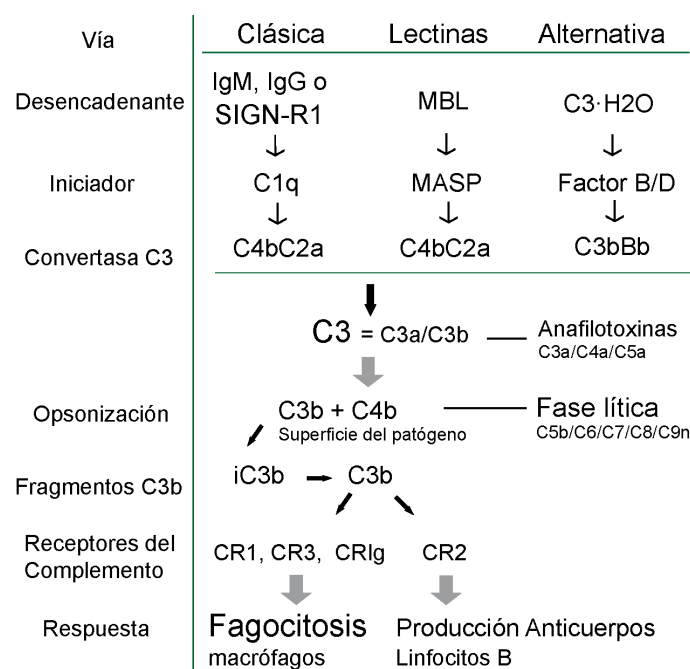 Vía Clásica Lectinas Alternativa
Desencadenante
IgM, IgG o
SIGN-R1
MBL
C3·H2O
Iniciador C1q MASP Factor B/D
Convertasa C3 C4bC2a C4bC2a C3bBb
C3 = C3a/C3b
Anafilotoxinas
C3a/C4a/C5a
Opsonización
C3b + C4b
Superficie del patógeno
Fase lítica
C5b/C6/C7/C8/C9n
Fragmentos C3b iC3b C3b
Receptores del
Complemento
CR1, CR3, CRIg CR2
Respuesta
Fagocitosis
macrófagos
Producción Anticuerpos
Linfocitos B